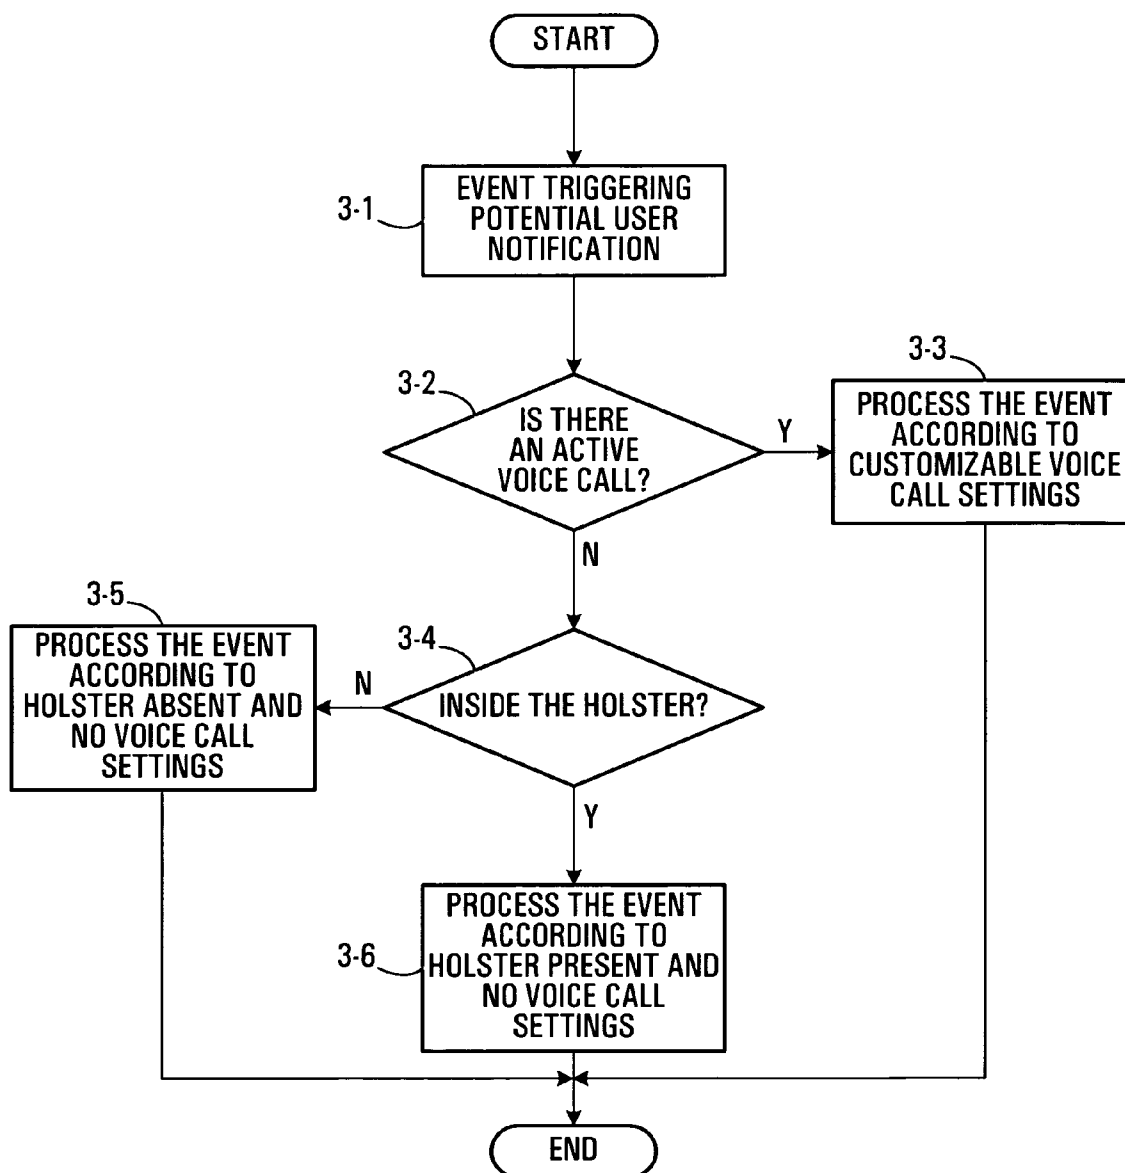 START
3-1
EVENT TRIGGERING
POTENTIAL USER
NOTIFICATION
3-2
IS THERE
AN ACTIVE
VOICE CALL?
Y
3-3
PROCESS THE EVENT
ACCORDING TO
CUSTOMIZABLE VOICE
CALL SETTINGS
N
3-4
INSIDE THE HOLSTER?
N
3-5
PROCESS THE EVENT
ACCORDING TO
HOLSTER ABSENT AND
NO VOICE CALL
SETTINGS
Y
3-6
PROCESS THE EVENT
ACCORDING TO
HOLSTER PRESENT AND
NO VOICE CALL
SETTINGS
END